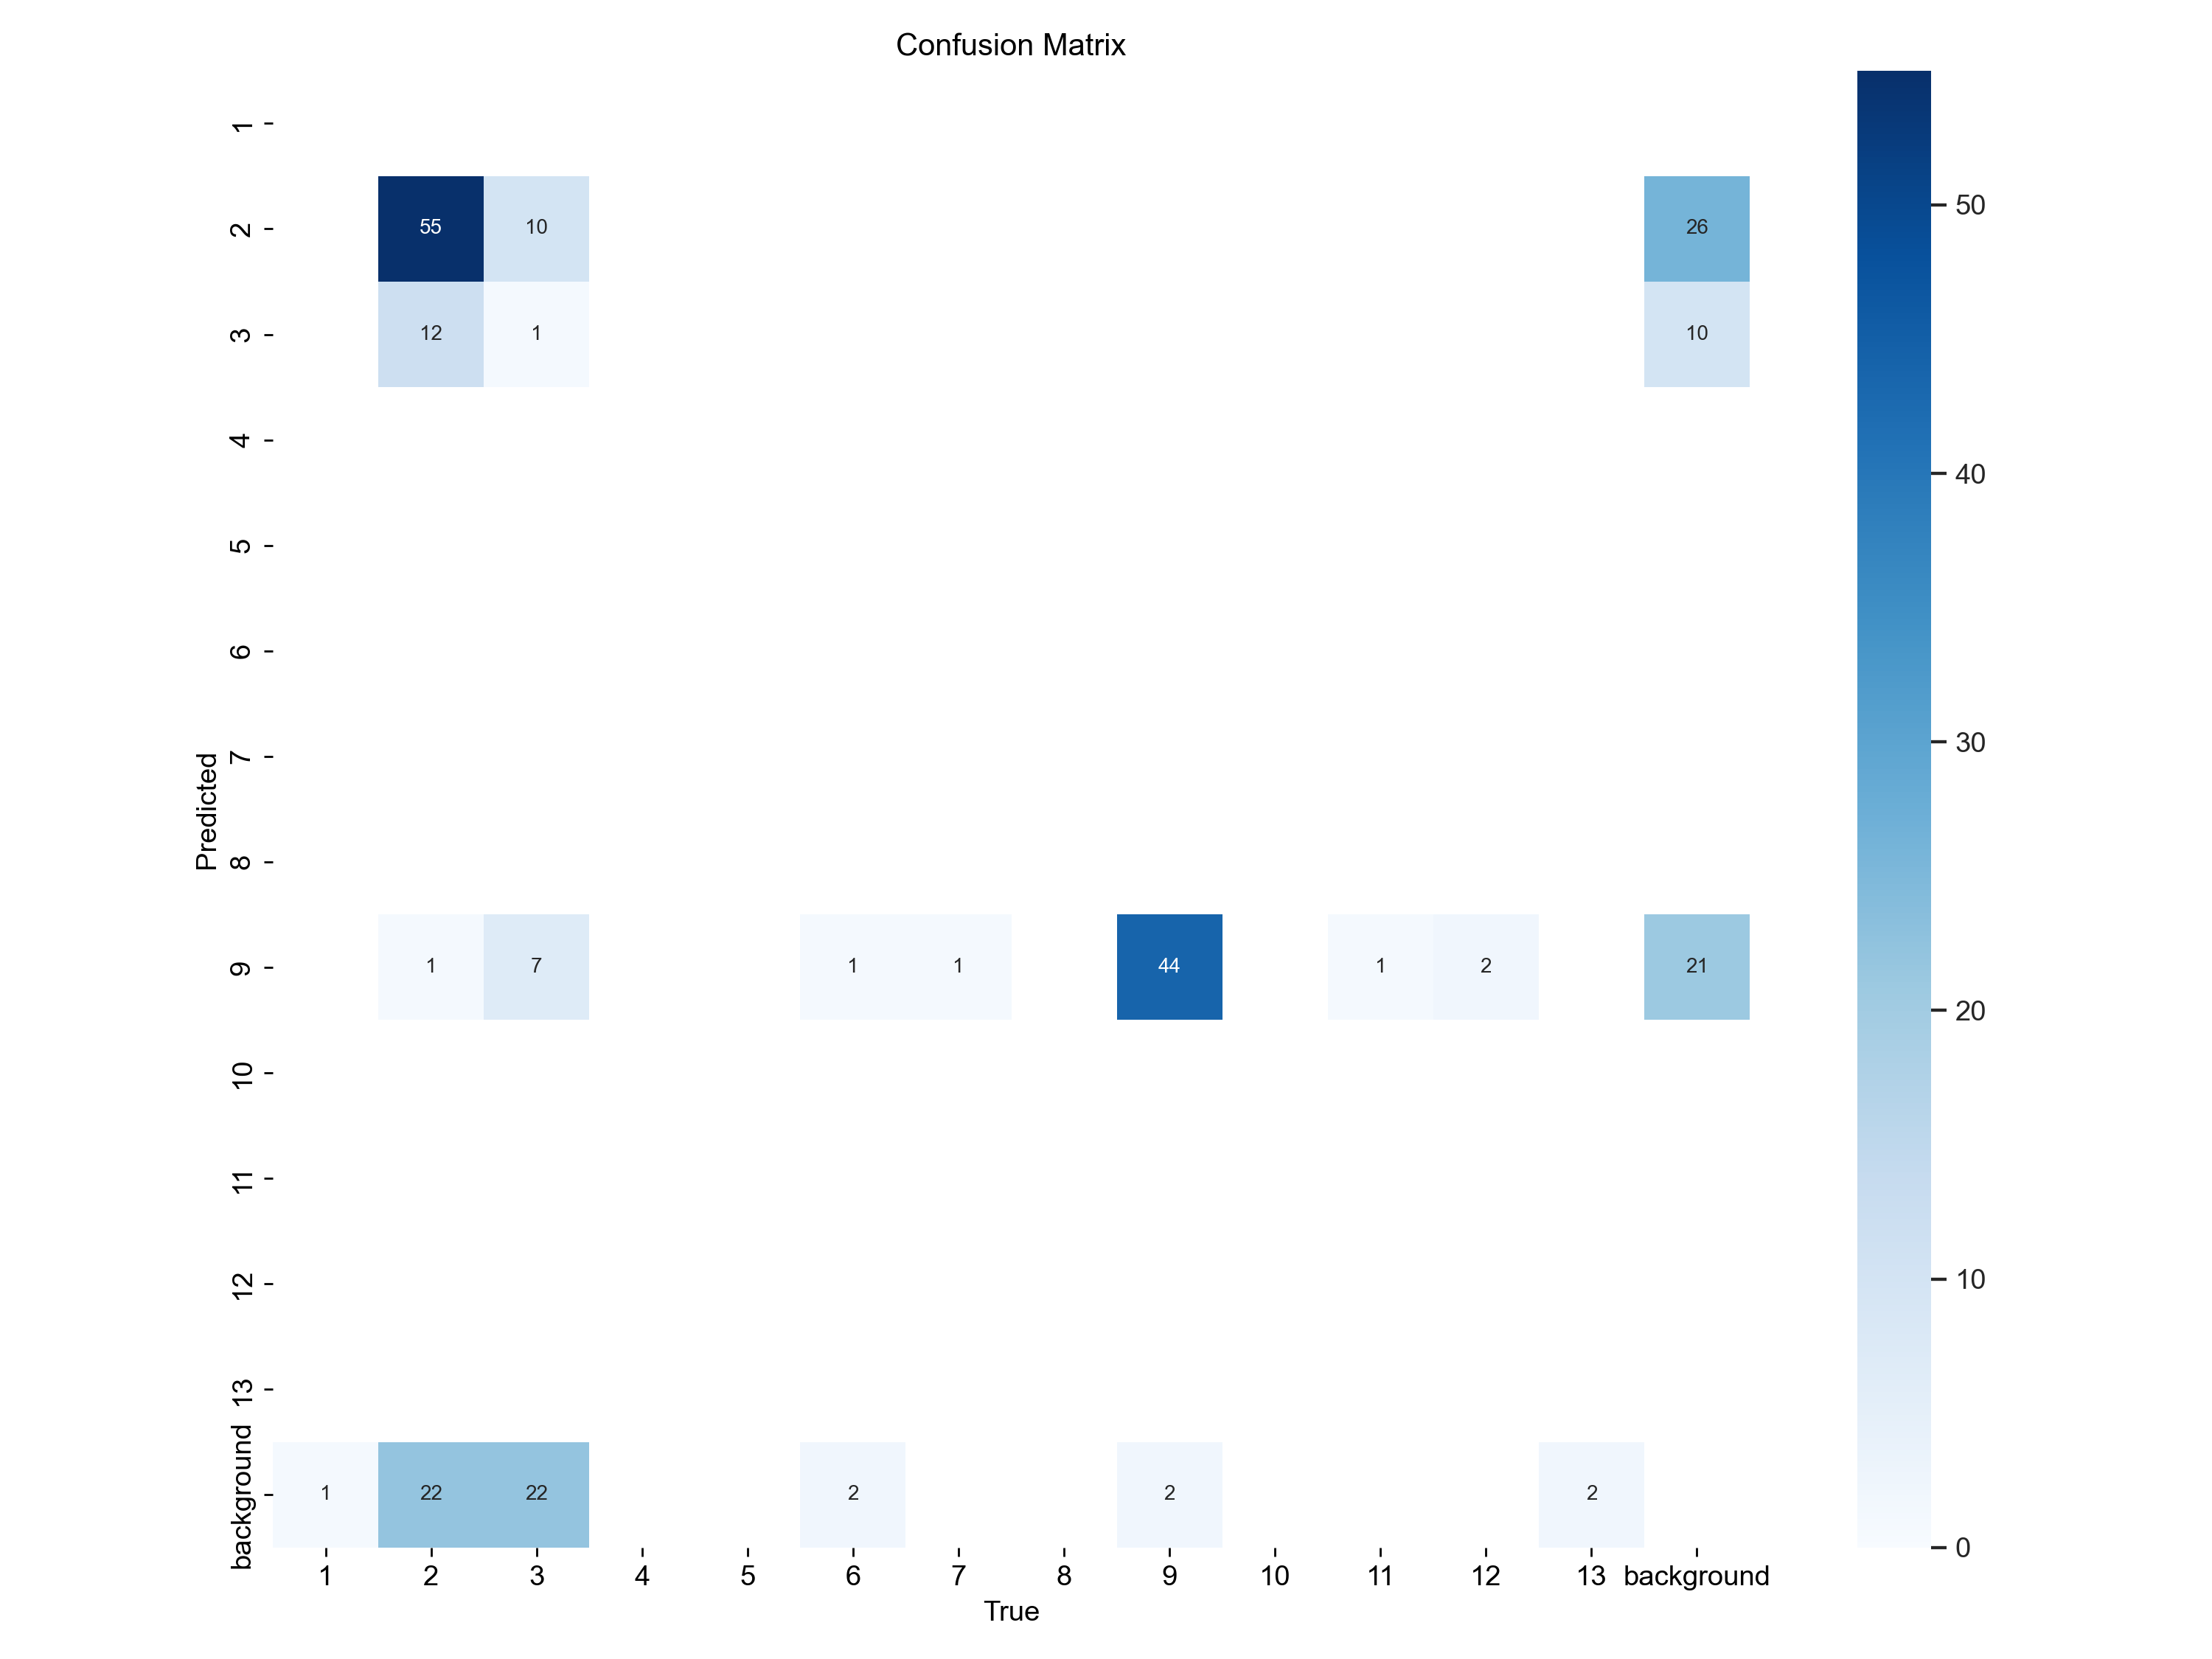 Confusion Matrix
1
2 55 10 26 50
3 12 1 10
4 40
5
6
7 30
Predicted
8
9 1 7 1 1 44 1 2 21 20
10
11
12 10
13
background 1 22 22 2 2 2 0
1 2 3 4 5 6 7 8 9 10 11 12 13 background
True